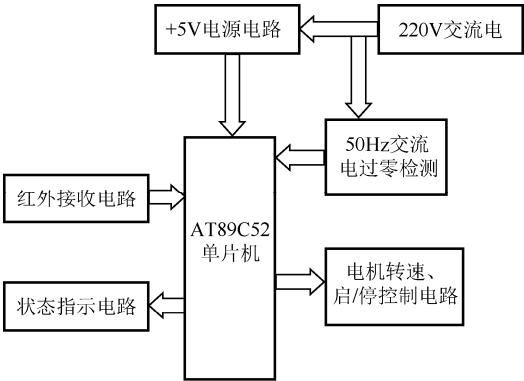 +5V电源电路
220V交流电
50Hz交流
电过零检测
红外接收电路
AT89C52
单片机
状态指示电路
电机转速、
启/停控制电路